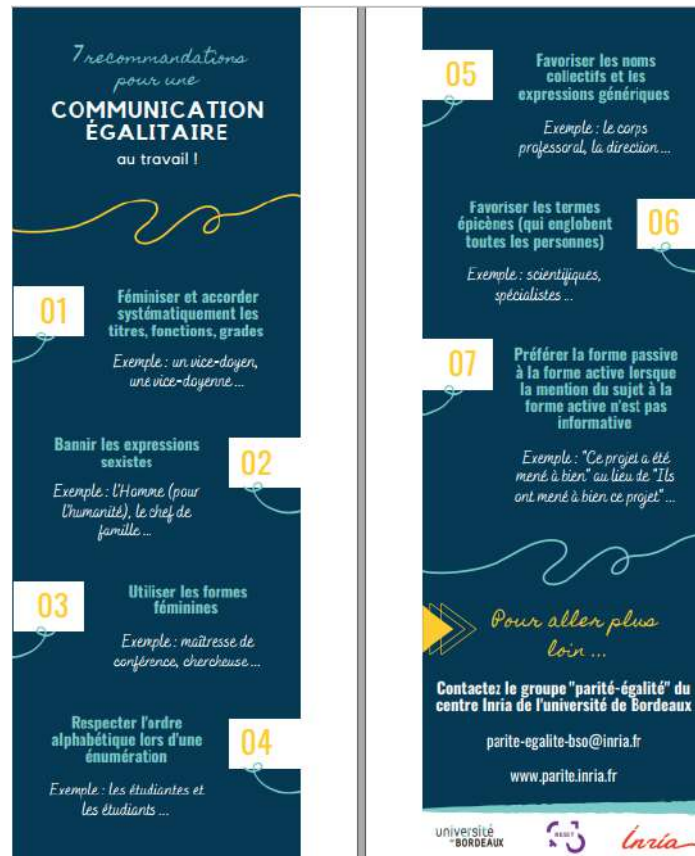 7 recommandations
pour une
COMMUNICATION
ÉGALITAIRE
au travail !
01
Féminiser et accorder
systématiquement les
titres, fonctions, grades
Exemple : un vice-doyen,
une vice-doyenne ...
Bannir les expressions
sexistes
02
Exemple : l'Homme (pour
l'humanité), le chef de
famille ...
03
Utiliser les formes
féminines
Exemple : maîtresse de
conférence, chercheuse ...
Respecter l'ordre
alphabétique lors d'une
énumération
04
Exemple : les étudiantes et
les étudiants ...
05
Favoriser les noms
collectifs et les
expressions génériques
Exemple : le corps
professoral, la direction ...
Favoriser les termes
épicènes (qui englobent
toutes les personnes)
06
Exemple : scientifiques,
spécialistes ...
07
Préférer la forme passive
à la forme active lorsque
la mention du sujet à la
forme active n'est pas
informative
Exemple : "Ce projet a été
mené à bien" au lieu de "Ils
ont mené à bien ce projet" ...
Pour aller plus
loin ...
Contactez le groupe "parité-égalité" du
centre Inria de l'université de Bordeaux
parite-egalite-bso@inria.fr
www.parite.inria.fr
université
de BORDEAUX
RESET
Inria